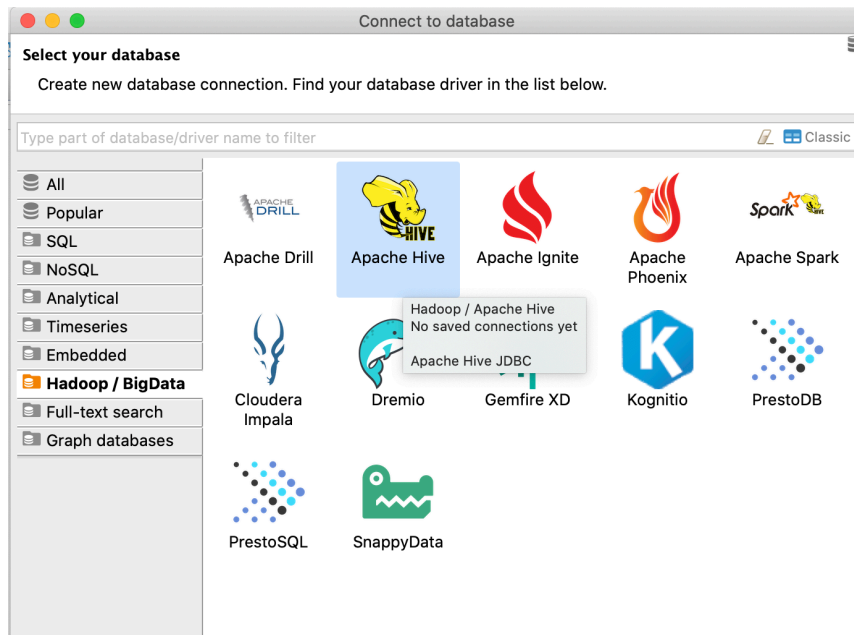 Connect to database
Select your database
Create new database connection. Find your database driver in the list below.
Type part of database/driver name to filter
Classic
All
Popular
SQL
NoSQL
Analytical
Timeseries
Embedded
Hadoop / BigData
Full-text search
Graph databases
APACHE
DRILL
Apache Drill
HIVE
Apache Hive
Apache Ignite
Apache
Phoenix
Spark
HIVE
Apache Spark
Hadoop / Apache Hive
No saved connections yet
Apache Hive JDBC
Cloudera
Impala
Dremio
Gemfire XD
K
Kognitio
PrestoDB
PrestoSQL
SnappyData